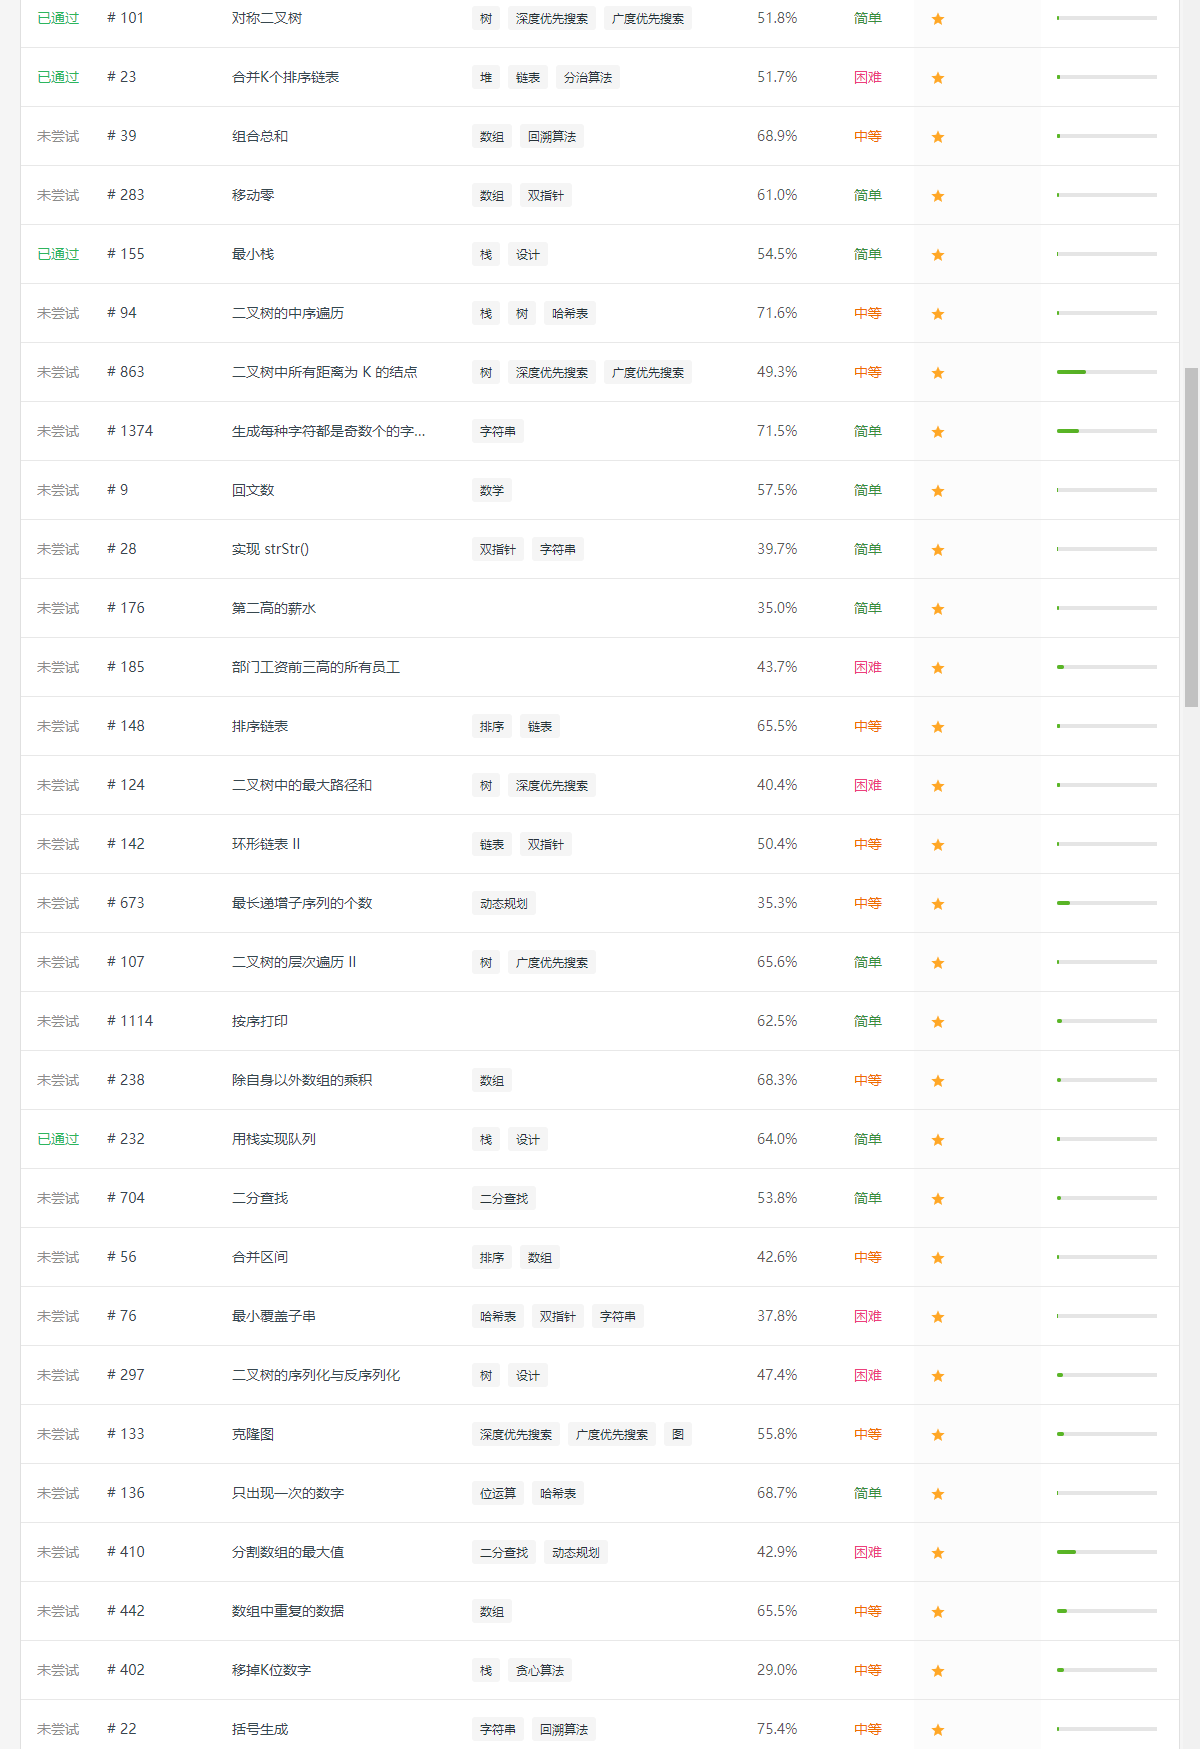 已通过 # 101 对称二叉树 树 深度优先搜索 广度优先搜索 51.8% 简单
已通过 # 23 合并K个排序链表 堆 链表 分治算法 51.7% 困难
未尝试 # 39 组合总和 数组 回溯算法 68.9% 中等
未尝试 # 283 移动零 数组 双指针 61.0% 简单
已通过 # 155 最小栈 栈 设计 54.5% 简单
未尝试 # 94 二叉树的中序遍历 栈 树 哈希表 71.6% 中等
未尝试 # 863 二叉树中所有距离为 K 的结点 树 深度优先搜索 广度优先搜索 49.3% 中等
未尝试 # 1374 生成每种字符都是奇数个的字... 字符串 71.5% 简单
未尝试 # 9 回文数 数学 57.5% 简单
未尝试 # 28 实现 strStr() 双指针 字符串 39.7% 简单
未尝试 # 176 第二高的薪水 35.0% 简单
未尝试 # 185 部门工资前三高的所有员工 43.7% 困难
未尝试 # 148 排序链表 排序 链表 65.5% 中等
未尝试 # 124 二叉树中的最大路径和 树 深度优先搜索 40.4% 困难
未尝试 # 142 环形链表 II 链表 双指针 50.4% 中等
未尝试 # 673 最长递增子序列的个数 动态规划 35.3% 中等
未尝试 # 107 二叉树的层次遍历 II 树 广度优先搜索 65.6% 简单
未尝试 # 1114 按序打印 62.5% 简单
未尝试 # 238 除自身以外数组的乘积 数组 68.3% 中等
已通过 # 232 用栈实现队列 栈 设计 64.0% 简单
未尝试 # 704 二分查找 二分查找 53.8% 简单
未尝试 # 56 合并区间 排序 数组 42.6% 中等
未尝试 # 76 最小覆盖子串 哈希表 双指针 字符串 37.8% 困难
未尝试 # 297 二叉树的序列化与反序列化 树 设计 47.4% 困难
未尝试 # 133 克隆图 深度优先搜索 广度优先搜索 图 55.8% 中等
未尝试 # 136 只出现一次的数字 位运算 哈希表 68.7% 简单
未尝试 # 410 分割数组的最大值 二分查找 动态规划 42.9% 困难
未尝试 # 442 数组中重复的数据 数组 65.5% 中等
未尝试 # 402 移掉K位数字 栈 贪心算法 29.0% 中等
未尝试 # 22 括号生成 字符串 回溯算法 75.4% 中等